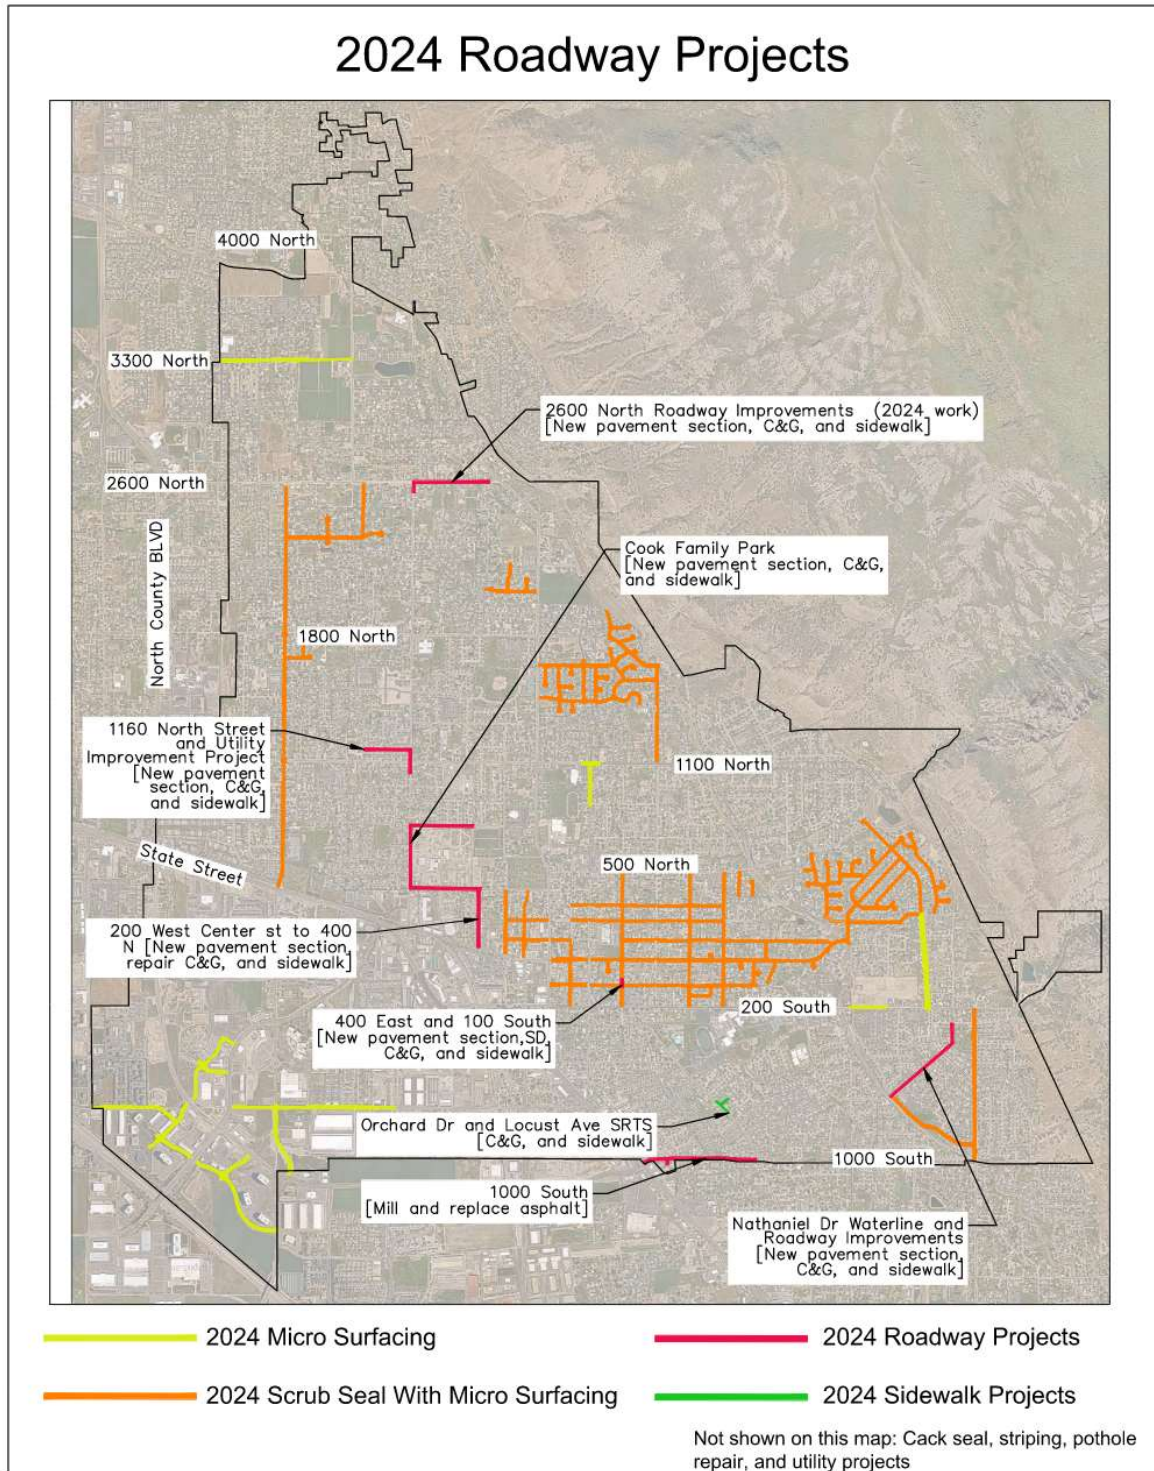 2024 Roadway Projects
4000 North
3300 North
2600 North Roadway Improvements (2024 work)
[New pavement section, C&G, and sidewalk]
2600 North
North County BLVD
Cook Family Park
[New pavement section, C&G,
and sidewalk]
1800 North
1160 North Street
and Utility
Improvement Project
[New pavement
section, C&G,
and sidewalk]
1100 North
State Street
500 North
200 West Center st to 400
N [New pavement section,
repair C&G, and sidewalk]
200 South
400 East and 100 South
[New pavement section,SD,
C&G, and sidewalk]
Orchard Dr and Locust Ave SRTS
[C&G, and sidewalk]
1000 South
1000 South
[Mill and replace asphalt]
Nathaniel Dr Waterline and
Roadway Improvements
[New pavement section,
C&G, and sidewalk]
2024 Micro Surfacing
2024 Roadway Projects
2024 Scrub Seal With Micro Surfacing
2024 Sidewalk Projects
Not shown on this map: Cack seal, striping, pothole
repair, and utility projects